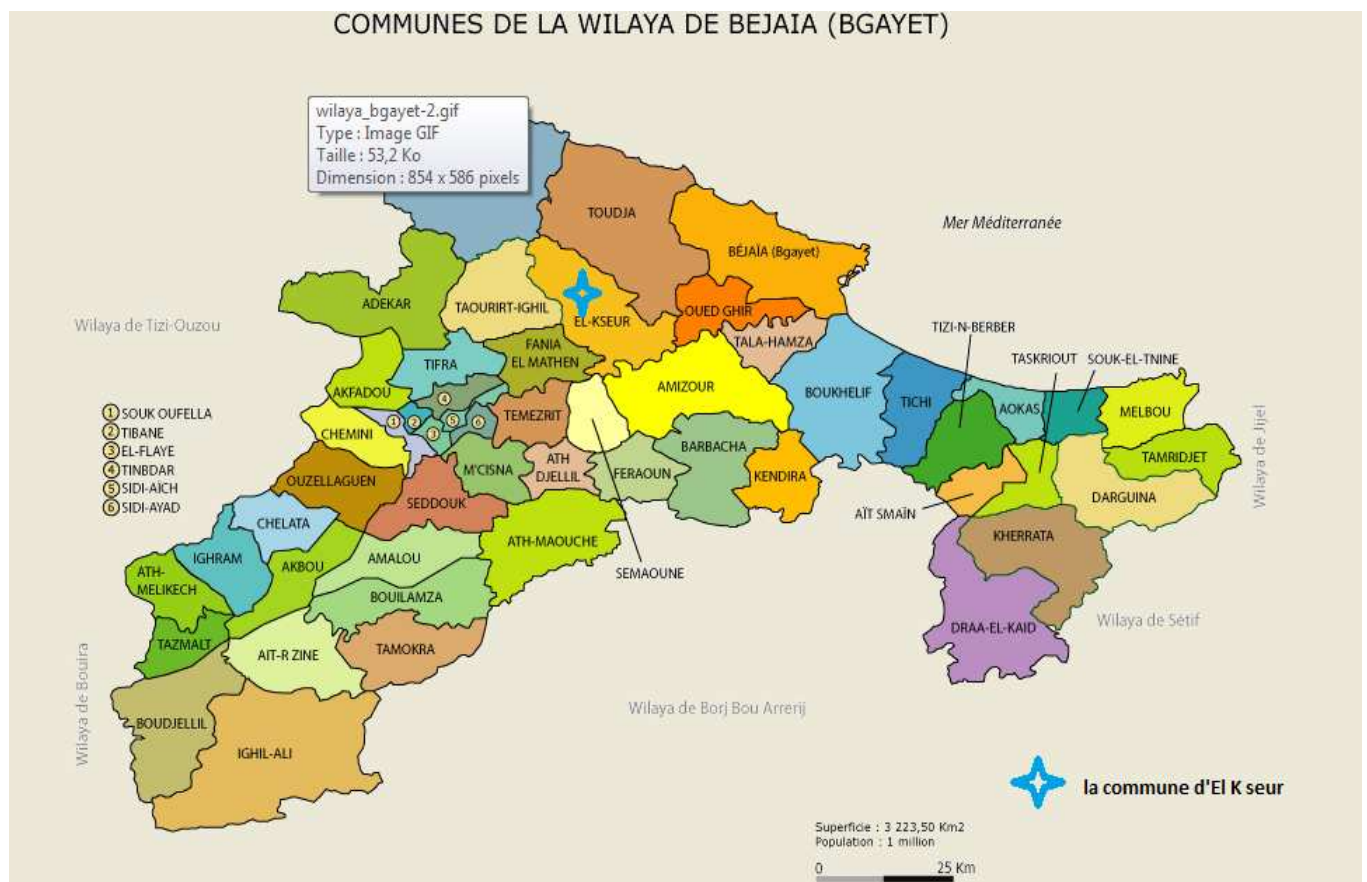 COMMUNES DE LA WILAYA DE BEJAIA (BGAYET)
wilaya_bgayet-2.gif
Type : Image GIF
Taille : 53,2 Ko
Dimension : 854 x 586 pixels
TOUDJA
Mer Méditerranée
BÉJAÏA (Bgayet)
ADEKAR
TAOURIRT-IGHIL
EL-KSEUR
OUED GHIR
Wilaya de Tizi-Ouzou
TIZI-N-BERBER
TALA-HAMZA
FANIA
EL MATHEN
TASKRIOUT
SOUK-EL-TNINE
TIFRA
AKFADOU
AMIZOUR
BOUKHELIF
TICHI
AOKAS
MELBOU
1 SOUK OUFELLA
2 TIBANE
3 EL-FLAYE
4 TINBDAR
5 SIDI-AÏCH
6 SIDI-AYAD
4
1
2
3
5
6
TEMEZRIT
CHEMINI
BARBACHA
Wilaya de Jijel
TAMRIDJET
M'CISNA
ATH
DJELLIL
FERAOUN
KENDIRA
OUZELLAGUEN
DARGUINA
SEDDOUK
AÏT SMAÏN
CHELATA
KHERRATA
ATH-MAOUCHE
IGHRAM
AKBOU
AMALOU
SEMAOUNE
ATH-
MELIKECH
BOUILAMZA
Wilaya de Sétif
DRAA-EL-KAID
TAZMALT
AIT-R ZINE
TAMOKRA
Wilaya de Bouira
Wilaya de Borj Bou Arrerij
BOUDJELLIL
IGHIL-ALI
la commune d'El K seur
Superficie : 3 223,50 Km2
Population : 1 million
0 25 Km